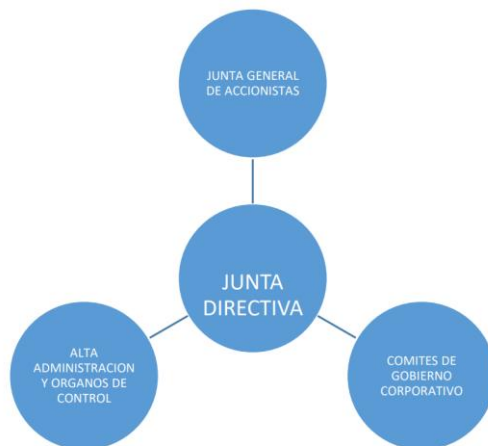 JUNTA GENERAL
DE ACCIONISTAS
JUNTA
DIRECTIVA
ALTA
ADMINISTRACION
Y ORGANOS DE
CONTROL
COMITES DE
GOBIERNO
CORPORATIVO